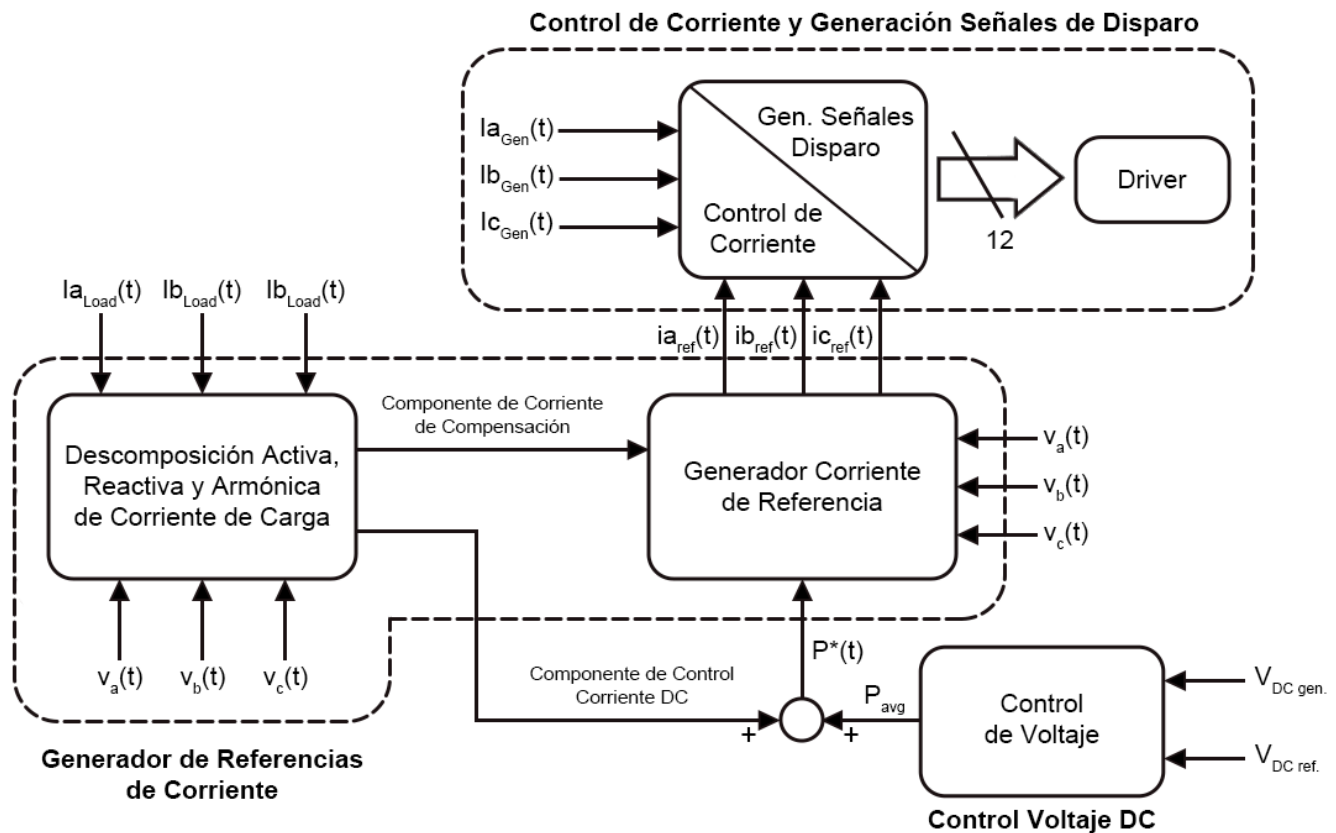 Control de Corriente y Generación Señales de Disparo
Ia_Gen(t)
Ib_Gen(t)
Ic_Gen(t)
Gen. Señales
Disparo
Control de
Corriente
12
Driver
Ia_Load(t) Ib_Load(t) Ib_Load(t)
ia_ref(t) ib_ref(t) ic_ref(t)
Descomposición Activa,
Reactiva y Armónica
de Corriente de Carga
Componente de Corriente
de Compensación
Generador Corriente
de Referencia
v_a(t)
v_b(t)
v_c(t)
v_a(t) v_b(t) v_c(t)
Componente de Control
Corriente DC
P*(t)
P_avg
+ +
Control
de Voltaje
V_DC gen.
V_DC ref.
Generador de Referencias
de Corriente
Control Voltaje DC